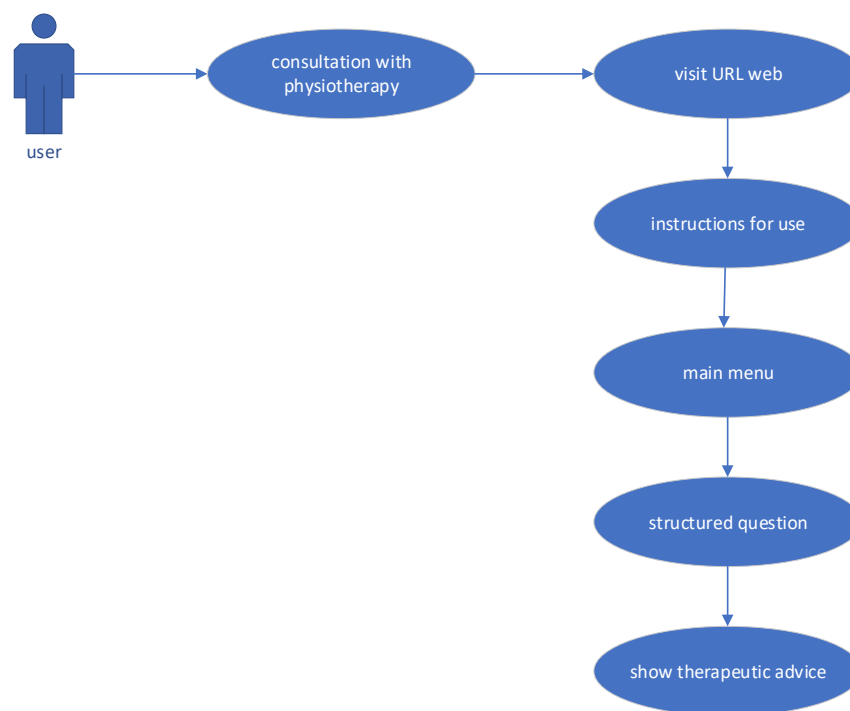 consultation with
physiotherapy
visit URL web
user
instructions for use
main menu
structured question
show therapeutic advice